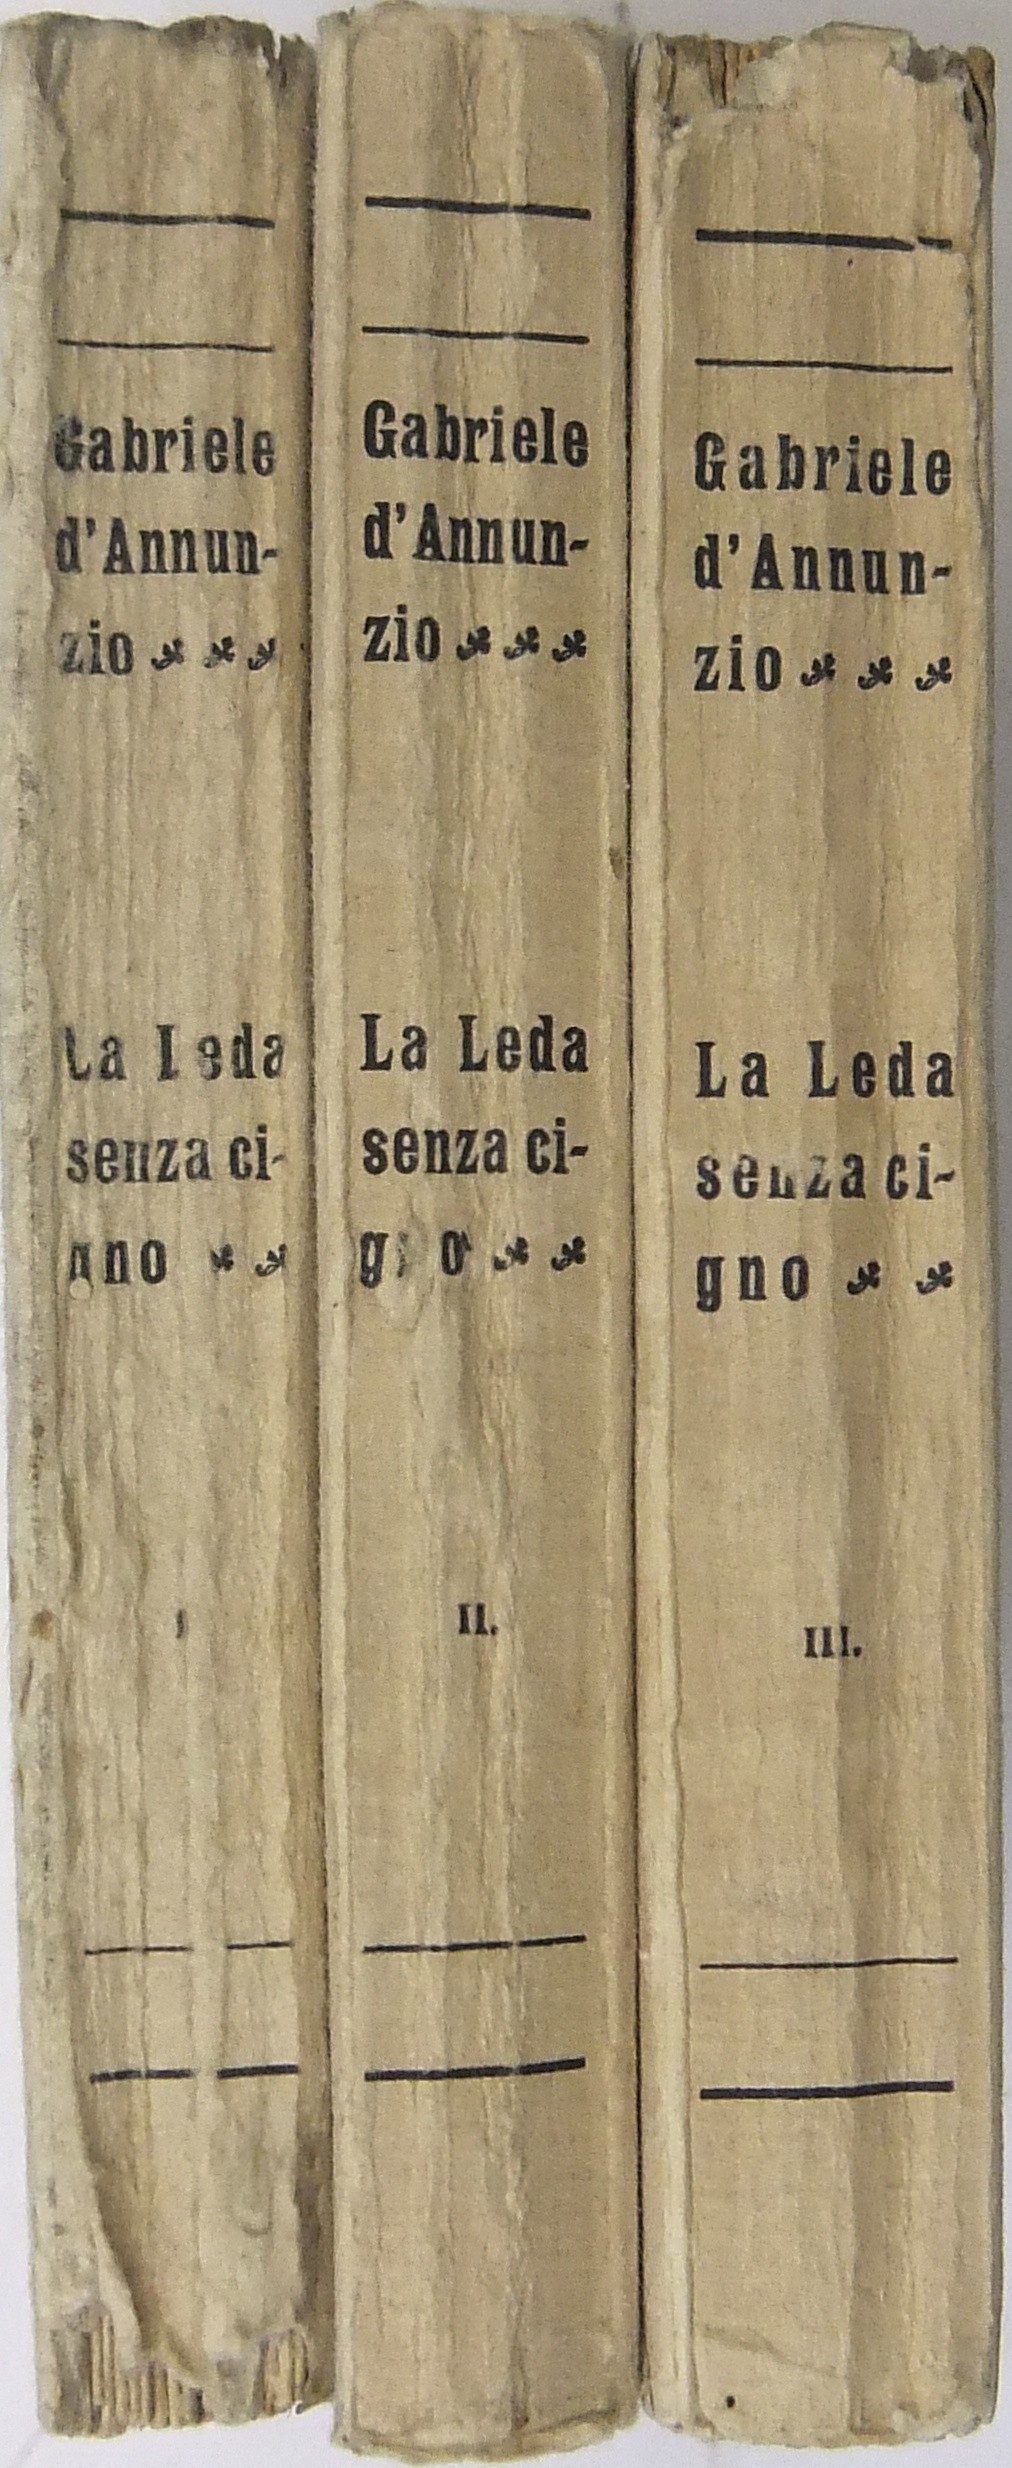 Gabriele
d'Annun-
zio
La Leda
senza ci-
gno
I
Gabriele
d'Annun-
zio
La Leda
senza ci-
gno
II.
Gabriele
d'Annun-
zio
La Leda
senza ci-
gno
III.